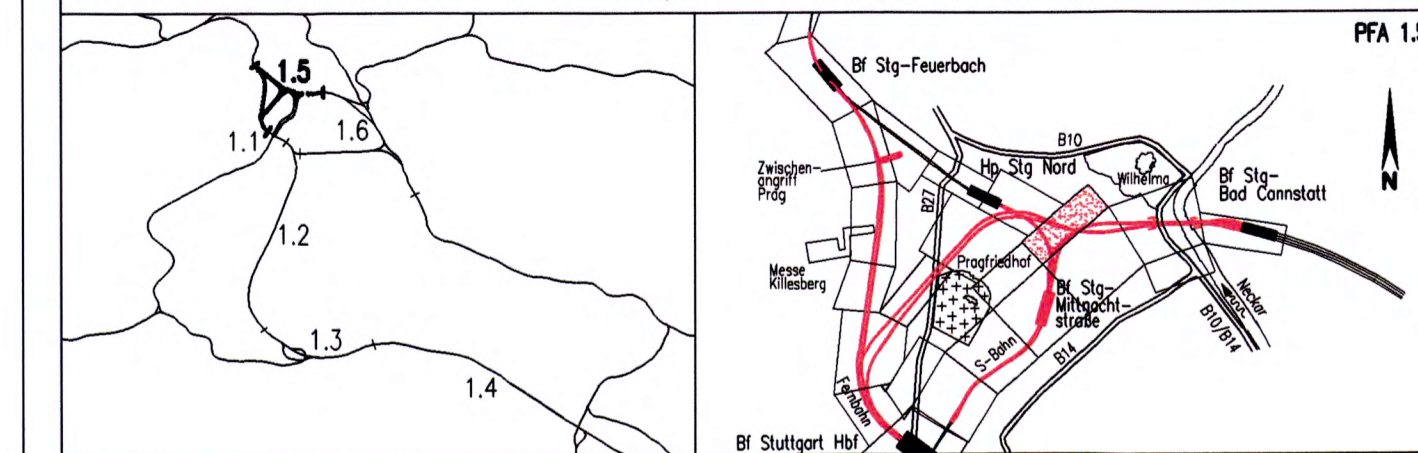 1.5
1.1
1.6
1.2
1.3
1.4
PFA 1.5
Bf Stg-Feuerbach
B10
Zwischen-
angriff
Prag
Hp Stg Nord
Wilhelma
Bf Stg-
Bad Cannstatt
N
B27
Messe
Killesberg
Pragfriedhof
Bf Stg-
Mittnacht-
straße
Neckar
B10/B14
S-Bahn
B14
Fernbahn
Bf Stuttgart Hbf